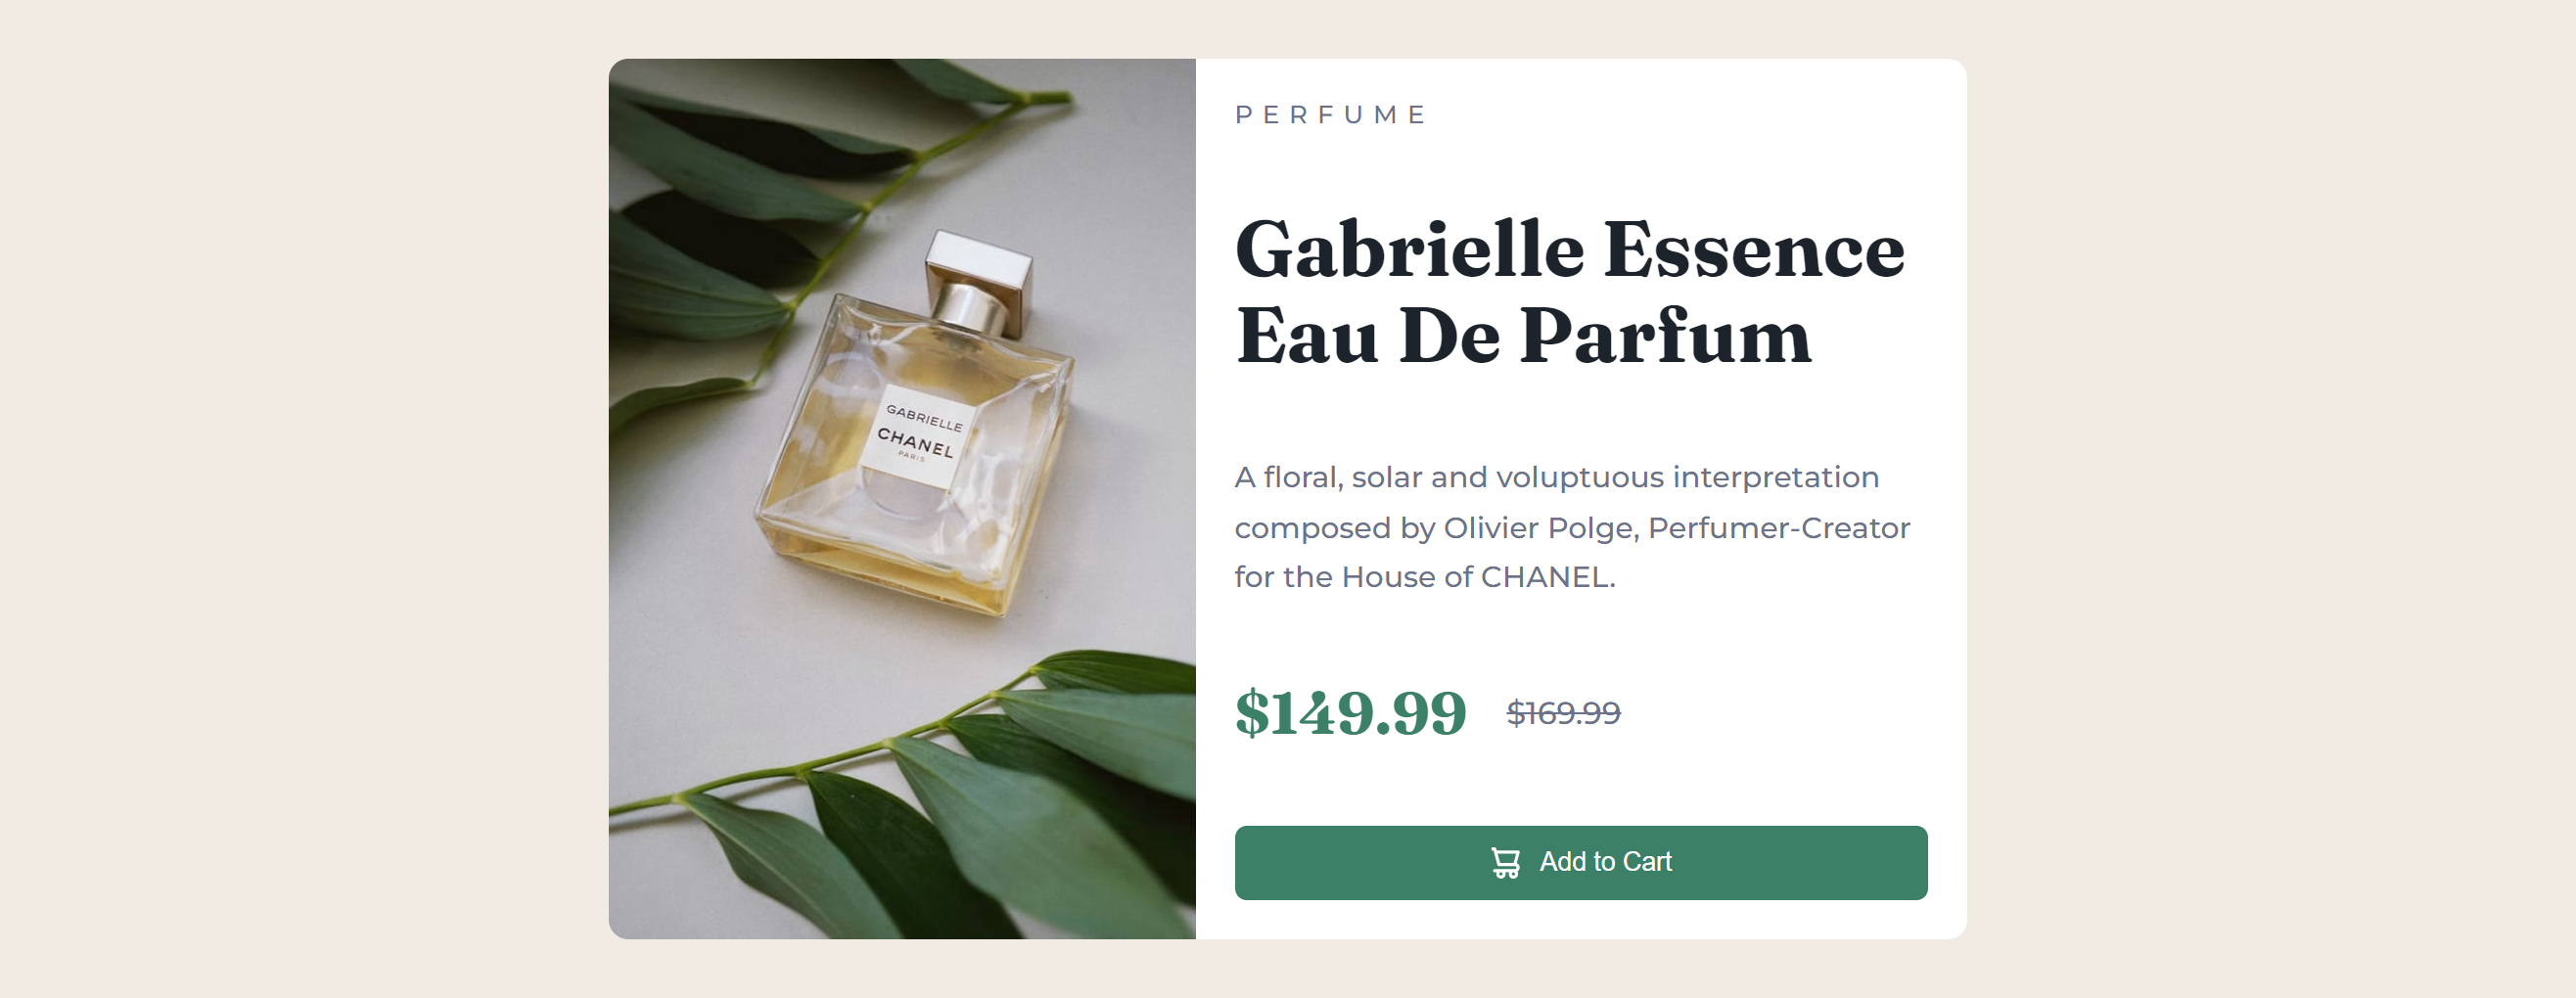 GABRIELLE
CHANEL
PARIS
PERFUME
Gabrielle Essence
Eau De Parfum
A floral, solar and voluptuous interpretation
composed by Olivier Polge, Perfumer-Creator
for the House of CHANEL.
$149.99 $169.99
Add to Cart